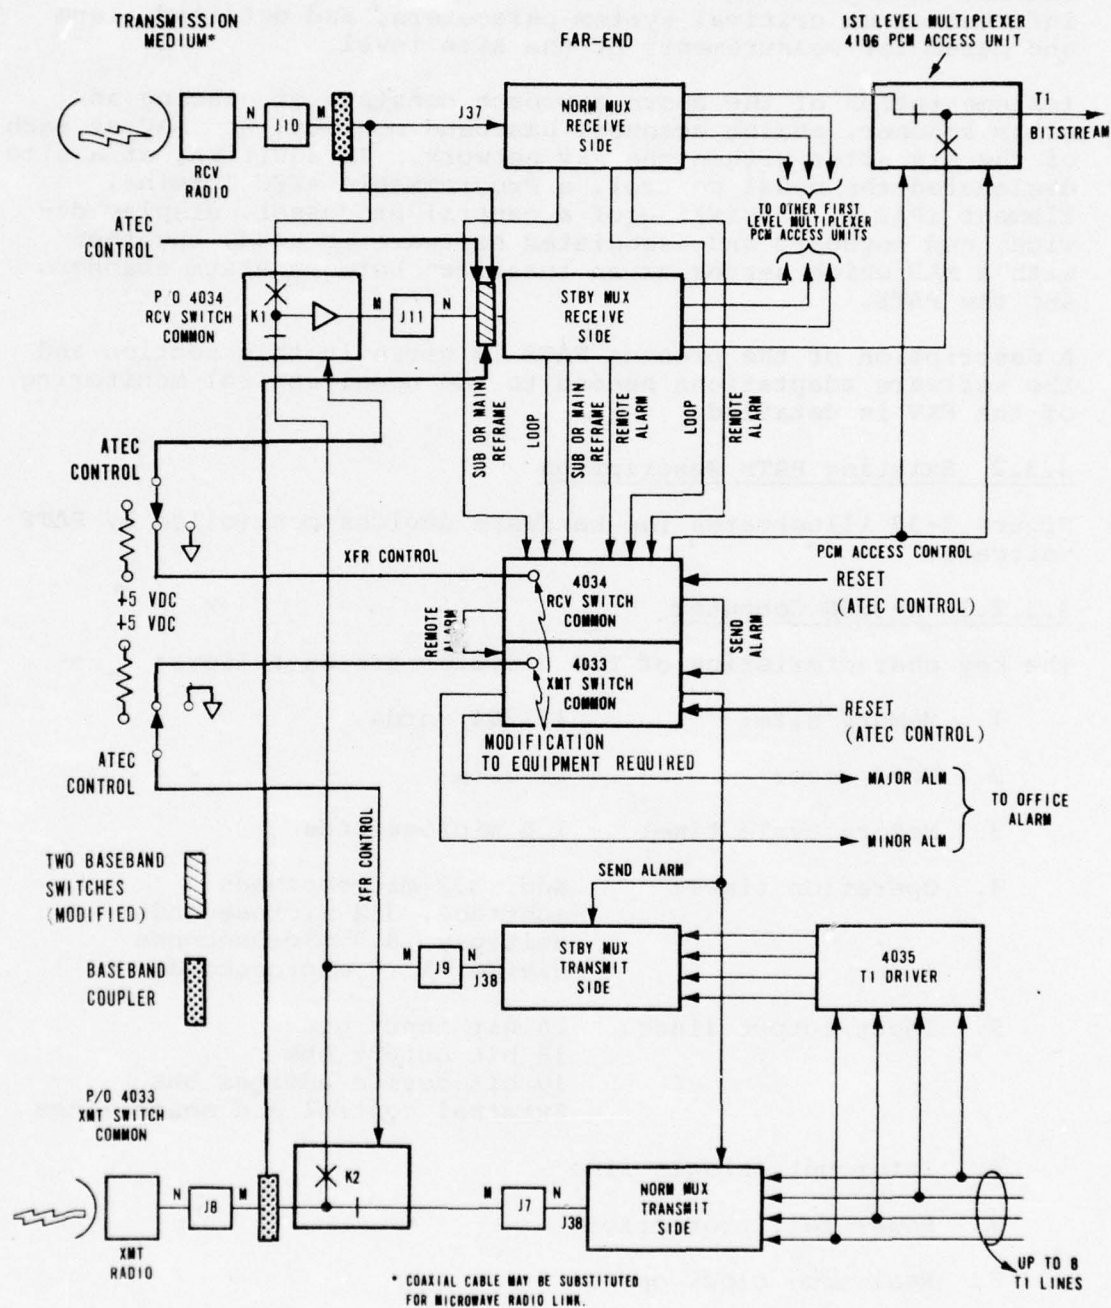 TRANSMISSION
MEDIUM*
FAR-END
1ST LEVEL MULTIPLEXER
4106 PCM ACCESS UNIT
N
J10
M
J37
NORM MUX
RECEIVE
SIDE
T1
BITSTREAM
RCV
RADIO
TO OTHER FIRST
LEVEL MULTIPLEXER
PCM ACCESS UNITS
ATEC
CONTROL
P/O 4034
RCV SWITCH
COMMON
K1
M
J11
N
STBY MUX
RECEIVE
SIDE
SUB OR MAIN
REFRAME
LOOP
SUB OR MAIN
REFRAME
REMOTE
ALARM
LOOP
REMOTE
ALARM
ATEC
CONTROL
+5 VDC
+5 VDC
XFR CONTROL
PCM ACCESS CONTROL
4034
RCV SWITCH
COMMON
RESET
(ATEC CONTROL)
REMOTE
ALARM
SEND
ALARM
4033
XMT SWITCH
COMMON
RESET
(ATEC CONTROL)
MODIFICATION
TO EQUIPMENT REQUIRED
ATEC
CONTROL
MAJOR ALM
TO OFFICE
ALARM
MINOR ALM
XFR CONTROL
TWO BASEBAND
SWITCHES
(MODIFIED)
SEND ALARM
M
J9
N
J38
STBY MUX
TRANSMIT
SIDE
4035
T1 DRIVER
BASEBAND
COUPLER
P/O 4033
XMT SWITCH
COMMON
K2
N
J8
M
M
J7
N
J38
NORM MUX
TRANSMIT
SIDE
XMT
RADIO
UP TO 8
T1 LINES
* COAXIAL CABLE MAY BE SUBSTITUTED
FOR MICROWAVE RADIO LINK.